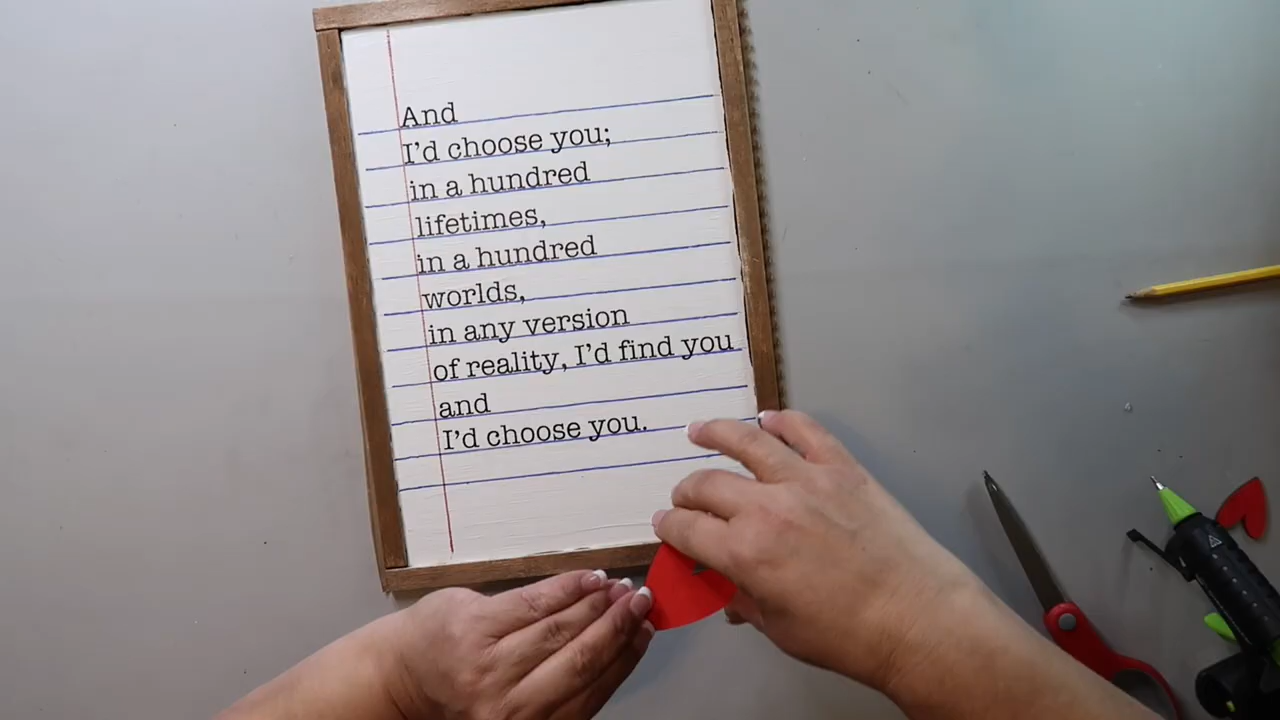 And
I'd choose you;
in a hundred
lifetimes,
in a hundred
worlds,
in any version
of reality, I'd find you
and
I'd choose you.